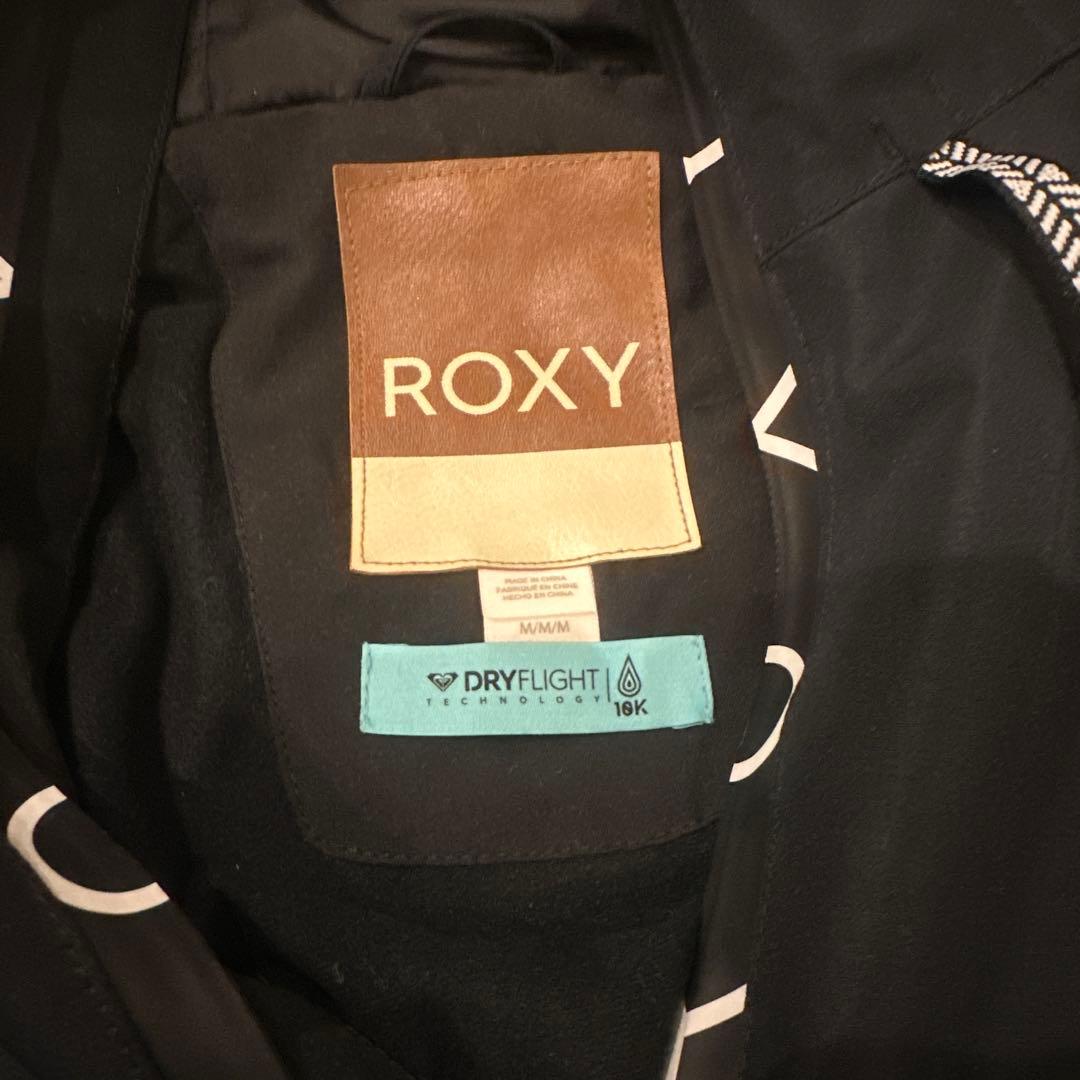 ROXY
MADE IN CHINA
FABRIQUÉ EN CHINE
HECHO EN CHINA
M/M/M
DRYFLIGHT
TECHNOLOGY
10K